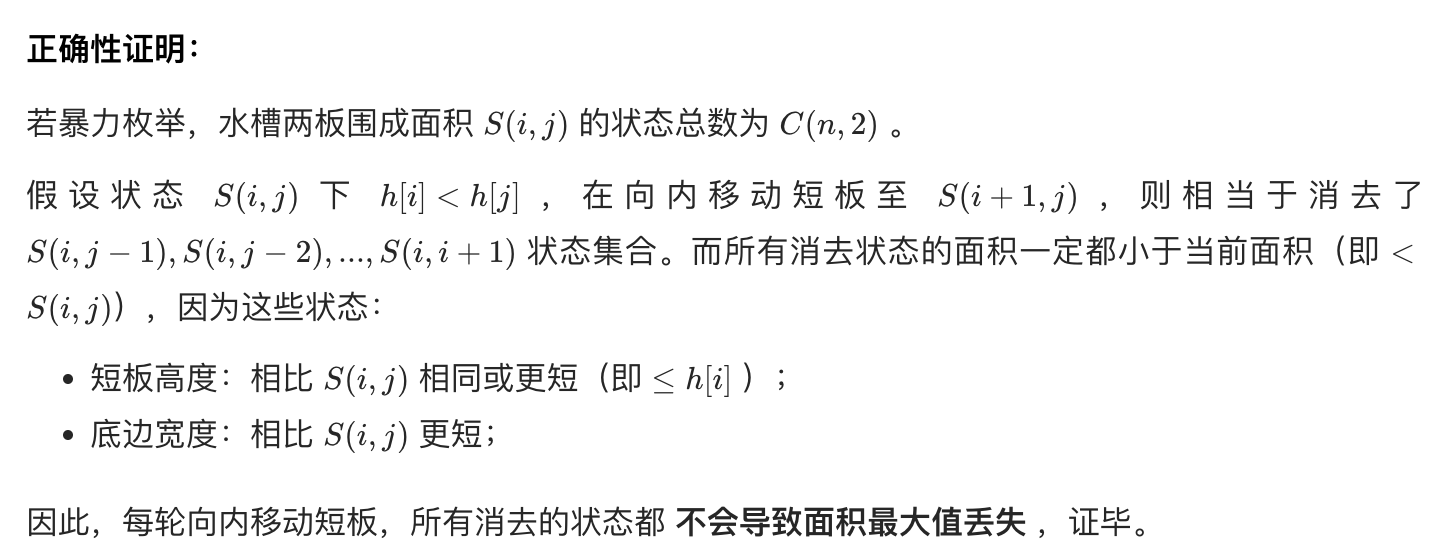 正确性证明：
若暴力枚举，水槽两板围成面积 S(i, j) 的状态总数为 C(n, 2) 。
假设状态 S(i, j) 下 h[i] < h[j] ，在向内移动短板至 S(i + 1, j) ，则相当于消去了
S(i, j − 1), S(i, j − 2), ..., S(i, i + 1) 状态集合。而所有消去状态的面积一定都小于当前面积（即 <
S(i, j)），因为这些状态：
• 短板高度：相比 S(i, j) 相同或更短（即 ≤ h[i] ）；
• 底边宽度：相比 S(i, j) 更短；
因此，每轮向内移动短板，所有消去的状态都 不会导致面积最大值丢失 ，证毕。